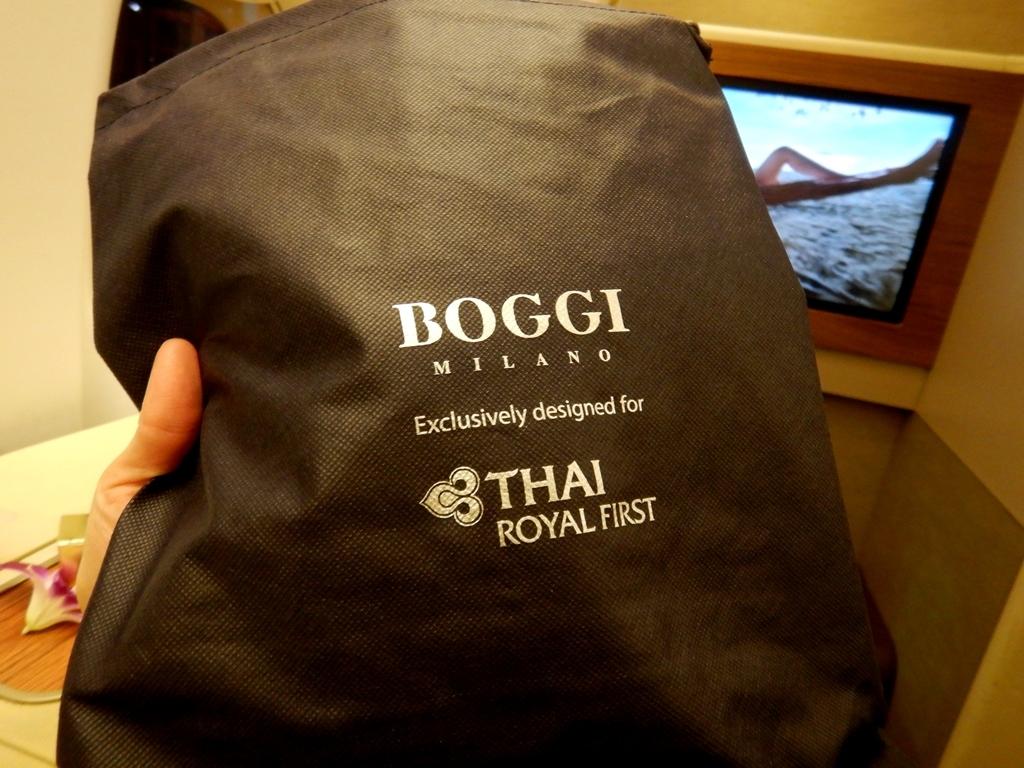 BOGGI
MILANO
Exclusively designed for
THAI
ROYAL FIRST